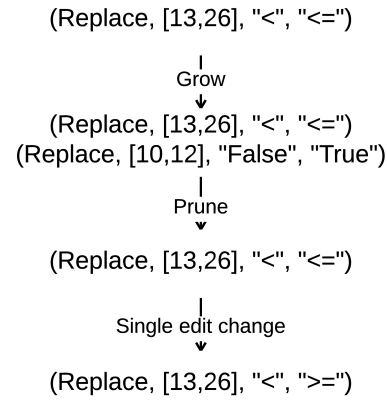 (Replace, [13,26], "<", "<=")
Grow
(Replace, [13,26], "<", "<=")
(Replace, [10,12], "False", "True")
Prune
(Replace, [13,26], "<", "<=")
Single edit change
(Replace, [13,26], "<", ">=")